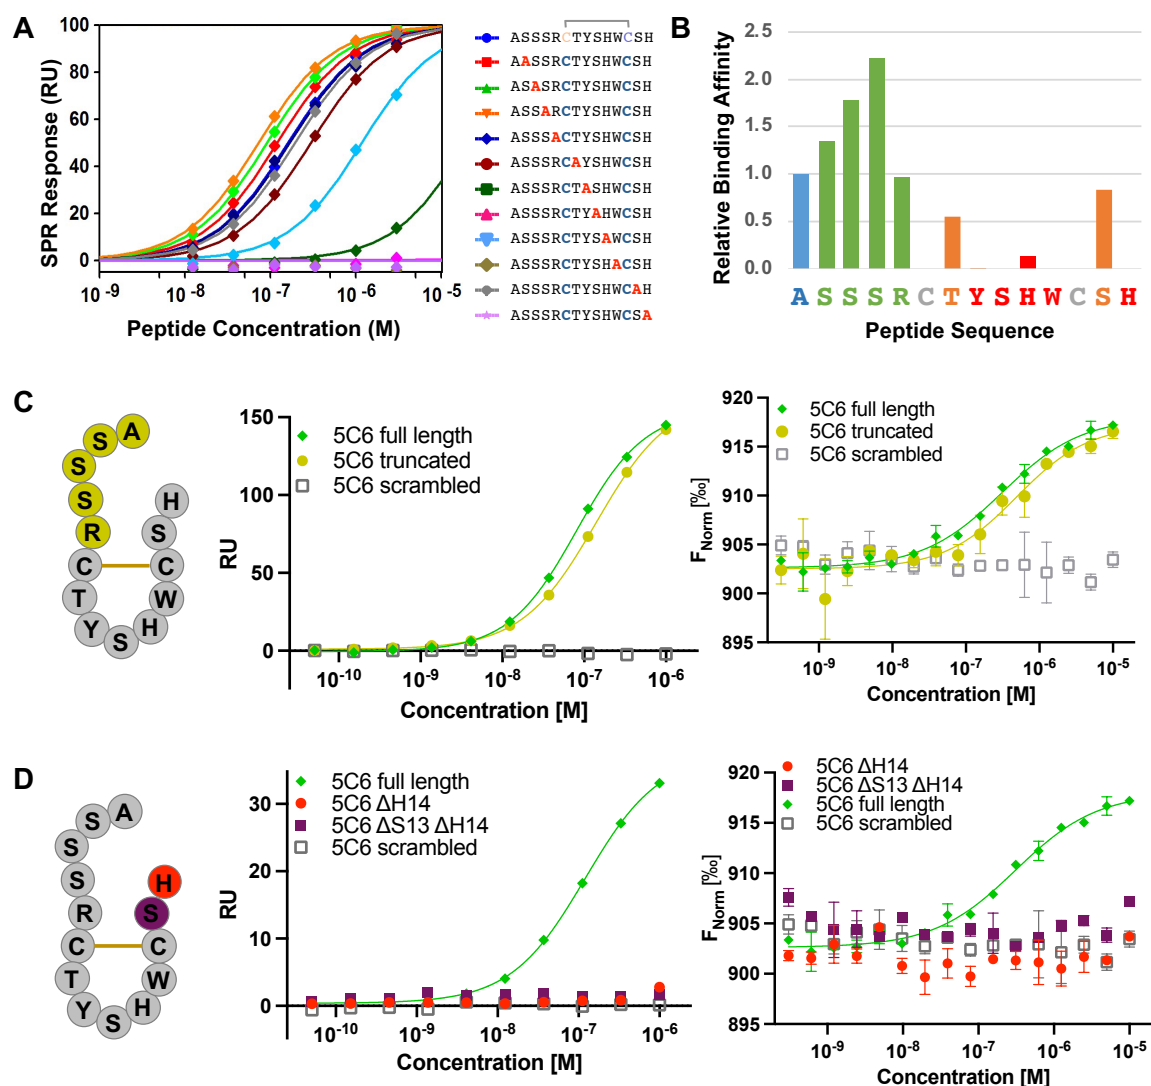 A
SPR Response (RU)
100
80
60
40
20
0
10-9
10-8
10-7
10-6
10-5
Peptide Concentration (M)
ASSSRCTYSHWCSH
AASSRCTYSHWCSH
ASASRCTYSHWCSH
ASSARCTYSHWCSH
ASSSACTYSHWCSH
ASSSRCAYSHWCSH
ASSSRCTASHWCSH
ASSSRCTYAHWCSH
ASSSRCTYSAWCSH
ASSSRCTYSHACSH
ASSSRCTYSHWCAH
ASSSRCTYSHWCSA
B
Relative Binding Affinity
2.5
2.0
1.5
1.0
0.5
0.0
A S S S R C T Y S H W C S H
Peptide Sequence
C
A
S
S
S
R
C
T
Y
S
H
W
C
S
H
RU
150
100
50
0
5C6 full length
5C6 truncated
5C6 scrambled
10-10
10-9
10-8
10-7
10-6
Concentration [M]
FNorm [‰]
920
915
910
905
900
895
5C6 full length
5C6 truncated
5C6 scrambled
10-9
10-8
10-7
10-6
10-5
Concentration [M]
D
A
S
S
S
R
C
T
Y
S
H
W
C
S
H
RU
30
20
10
0
5C6 full length
5C6 ΔH14
5C6 ΔS13 ΔH14
5C6 scrambled
10-10
10-9
10-8
10-7
10-6
Concentration [M]
FNorm [‰]
920
915
910
905
900
895
5C6 ΔH14
5C6 ΔS13 ΔH14
5C6 full length
5C6 scrambled
10-9
10-8
10-7
10-6
10-5
Concentration [M]